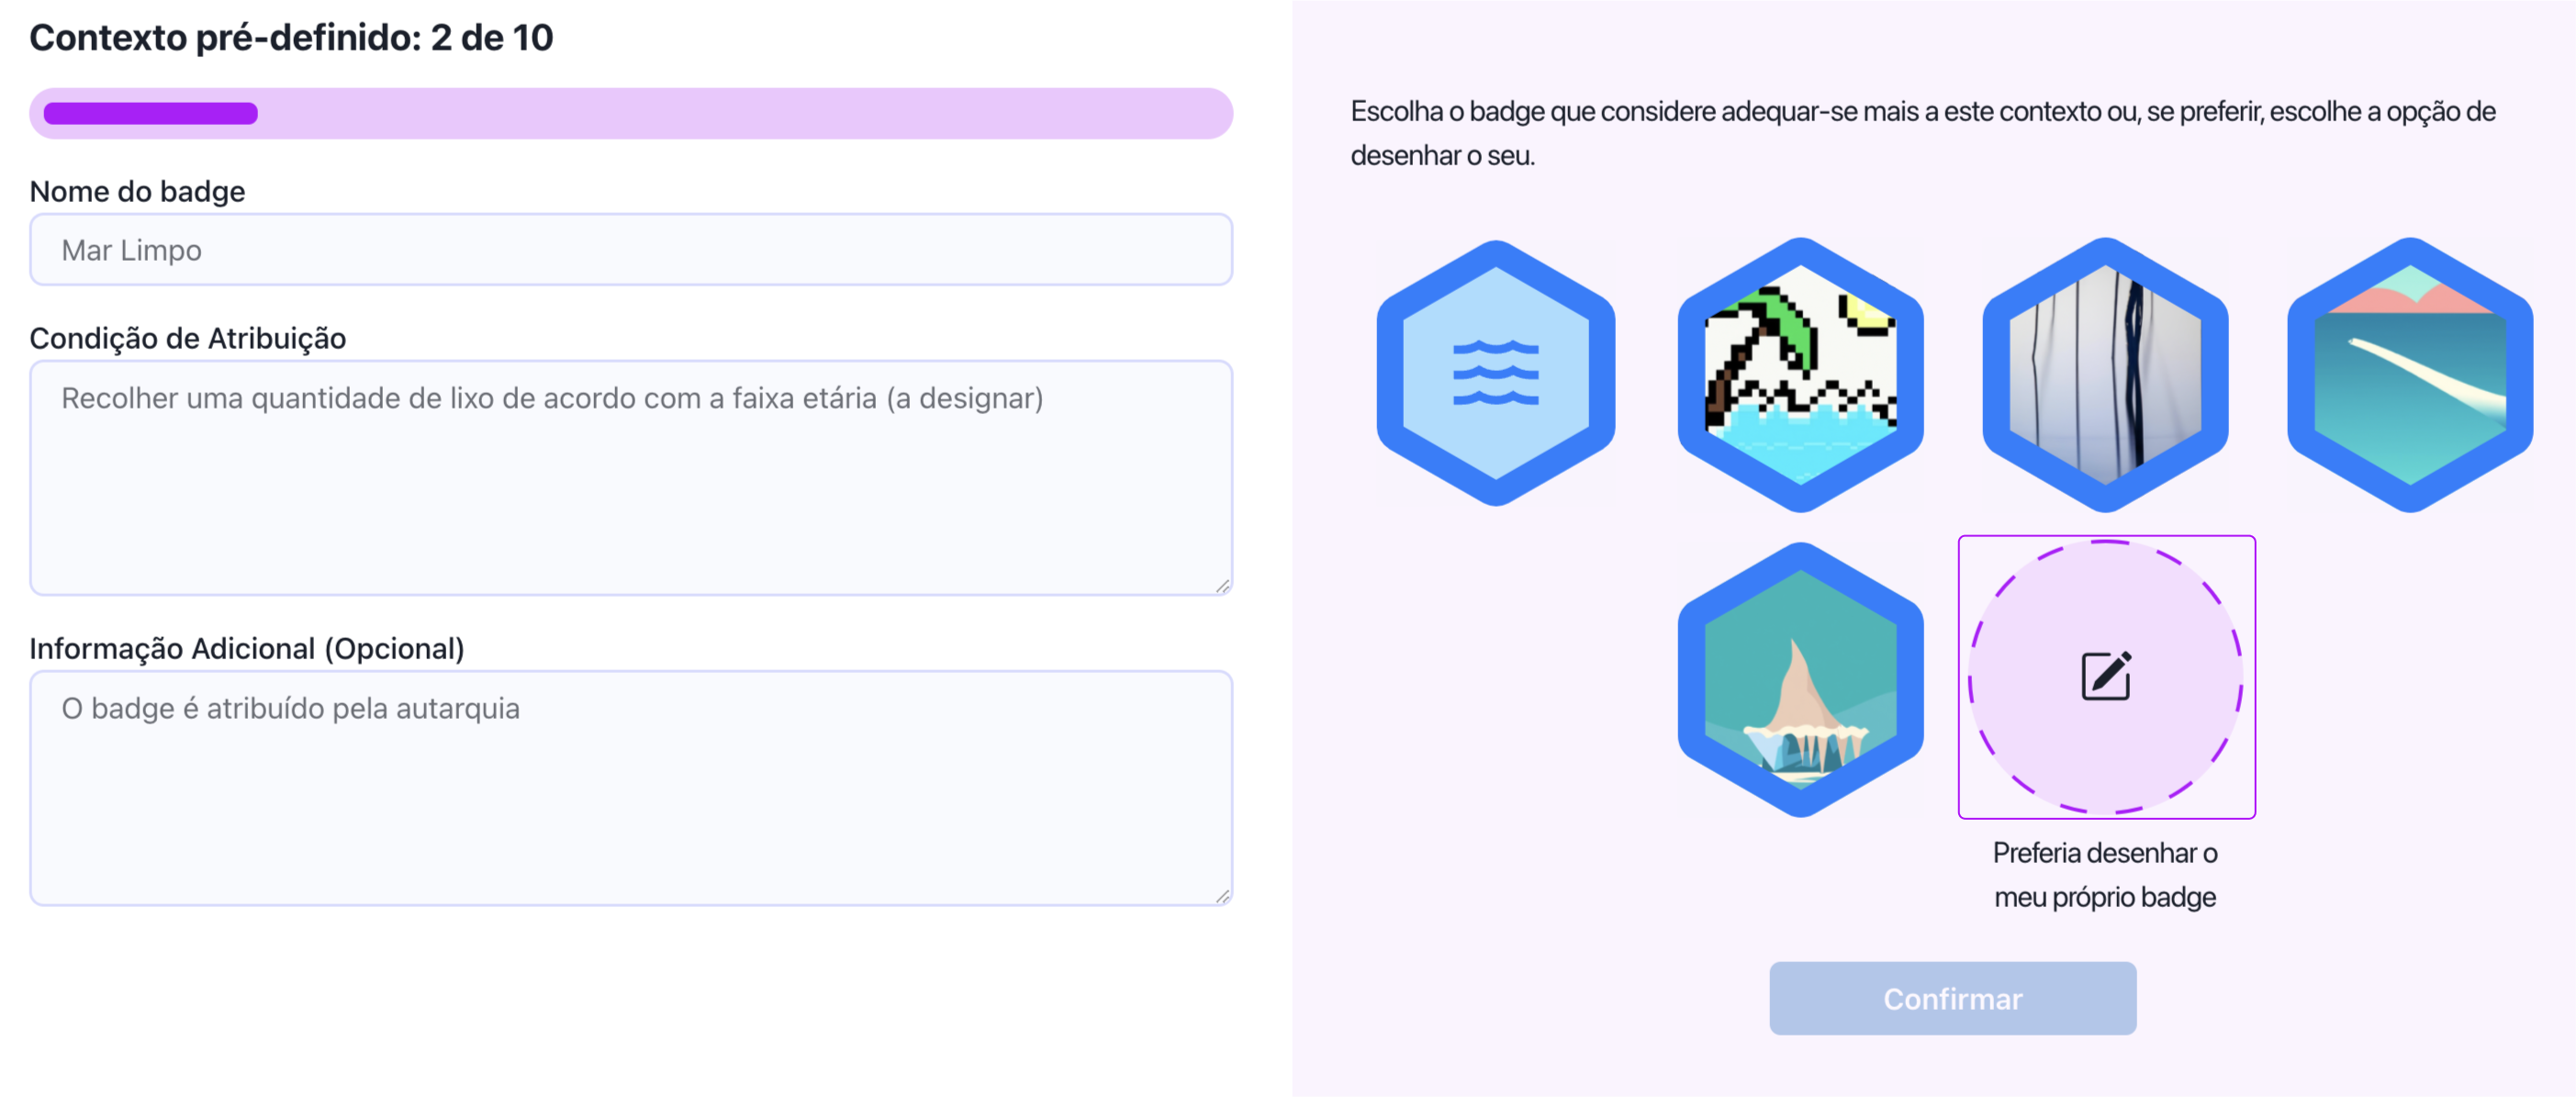 Contexto pré-definido: 2 de 10
Nome do badge
Mar Limpo
Condição de Atribuição
Recolher uma quantidade de lixo de acordo com a faixa etária (a designar)
Informação Adicional (Opcional)
O badge é atribuído pela autarquia
Escolha o badge que considere adequar-se mais a este contexto ou, se preferir, escolhe a opção de
desenhar o seu.
Preferia desenhar o
meu próprio badge
Confirmar